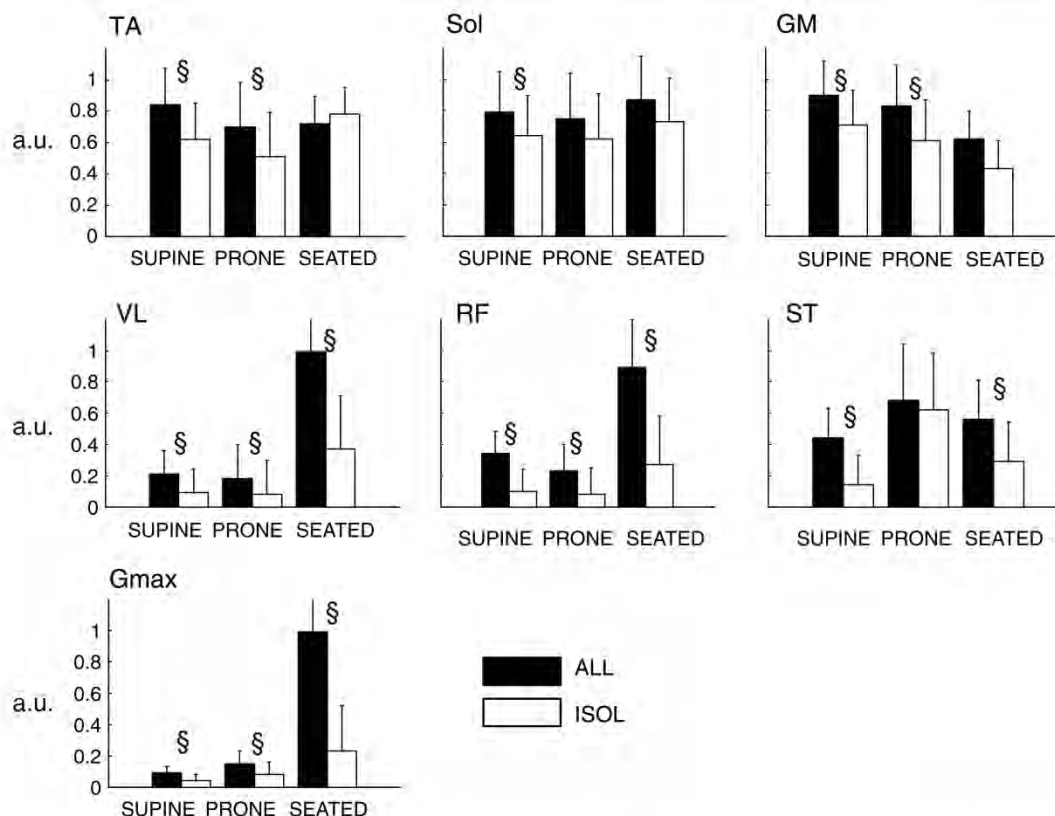 TA
Sol
GM
§ § § § §
a.u.
1
0.8
0.6
0.4
0.2
0
SUPINE PRONE SEATED
SUPINE PRONE SEATED
SUPINE PRONE SEATED
VL
RF
ST
§ § § § § § § §
a.u.
1
0.8
0.6
0.4
0.2
0
SUPINE PRONE SEATED
SUPINE PRONE SEATED
SUPINE PRONE SEATED
Gmax
§ § §
a.u.
1
0.8
0.6
0.4
0.2
0
SUPINE PRONE SEATED
ALL
ISOL